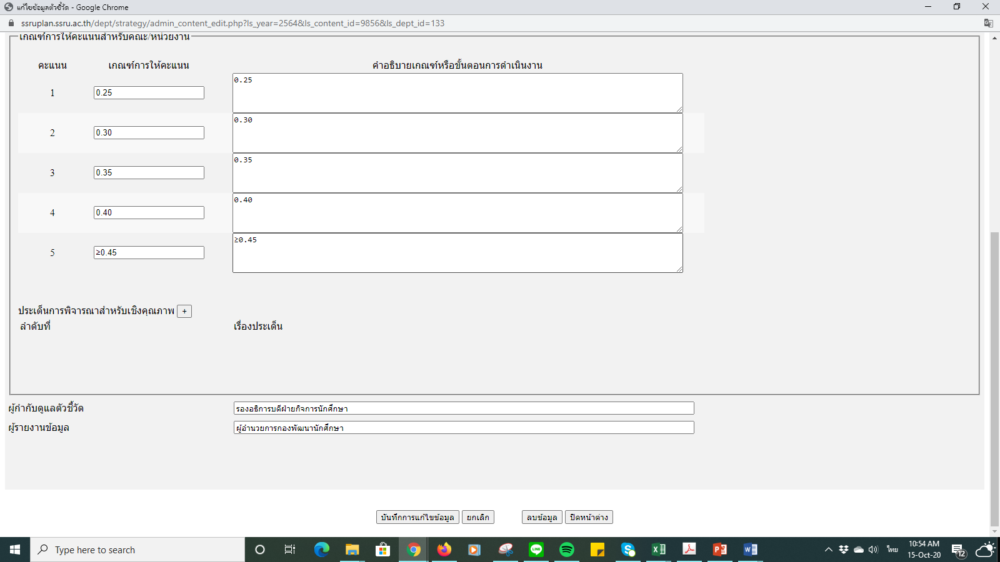 แก้ไขข้อมูลตัวชี้วัด - Google Chrome
ssruplan.ssru.ac.th/dept/strategy/admin_content_edit.php?ls_year=2564&ls_content_id=9856&ls_dept_id=133
เกณฑ์การให้คะแนนสำหรับคณะ/หน่วยงาน
คะแนน เกณฑ์การให้คะแนน คำอธิบายเกณฑ์หรือขั้นตอนการดำเนินงาน
1 0.25 0.25
2 0.30 0.30
3 0.35 0.35
4 0.40 0.40
5 ≥0.45 ≥0.45
ประเด็นการพิจารณาสำหรับเชิงคุณภาพ +
ลำดับที่ เรื่องประเด็น
ผู้กำกับดูแลตัวชี้วัด รองอธิการบดีฝ่ายกิจการนักศึกษา
ผู้รายงานข้อมูล ผู้อำนวยการกองพัฒนานักศึกษา
บันทึกการแก้ไขข้อมูล ยกเลิก ลบข้อมูล ปิดหน้าต่าง
Type here to search
ไทย
10:54 AM
15-Oct-20
12